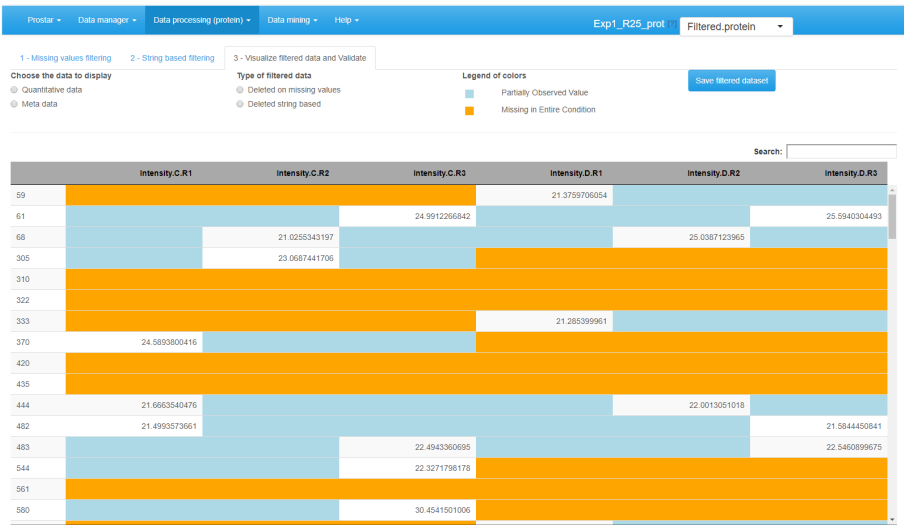 Prostar Data manager Data processing (protein) Data mining Help Exp1_R25_prot [?] Filtered.protein
1 - Missing values filtering 2 - String based filtering 3 - Visualize filtered data and Validate
Choose the data to display Type of filtered data Legend of colors
Quantitative data Deleted on missing values Partially Observed Value Save filtered dataset
Meta data Deleted string based Missing in Entire Condition
Search:
Intensity.C.R1 Intensity.C.R2 Intensity.C.R3 Intensity.D.R1 Intensity.D.R2 Intensity.D.R3
59 21.3759706054
61 24.9912266842 25.5940304493
68 21.0255343197 25.0387123965
305 23.0687441706
310
322
333 21.285399961
370 24.5893800416
420
435
444 21.6663540476 22.0013051018
482 21.4993573661 21.5844450841
483 22.4943360695 22.5460899675
544 22.3271798178
561
580 30.4541501006